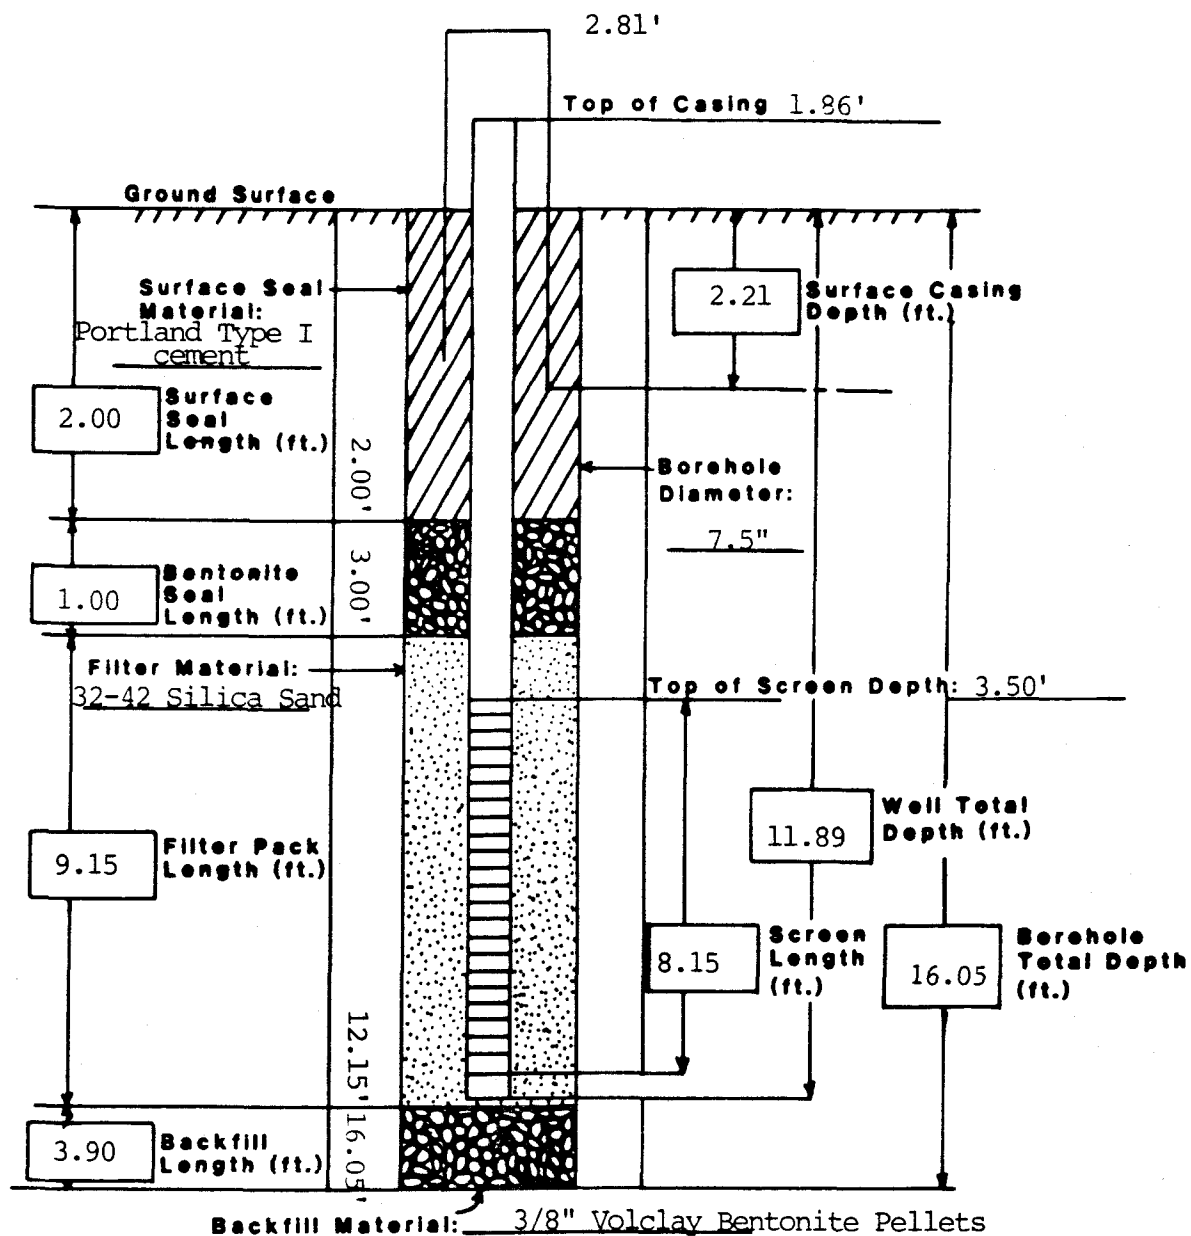 2.81'
Top of Casing 1.86'
Ground Surface
Surface Seal
Material:
Portland Type I
cement
2.21
Surface Casing
Depth (ft.)
2.00
Surface
Seal
Length (ft.)
2.00'
Borehole
Diameter:
7.5"
1.00
Bentonite
Seal
Length (ft.)
3.00'
Filter Material:
32-42 Silica Sand
Top of Screen Depth: 3.50'
9.15
Filter Pack
Length (ft.)
11.89
Well Total
Depth (ft.)
8.15
Screen
Length
(ft.)
16.05
Borehole
Total Depth
(ft.)
12.15'
3.90
Backfill
Length (ft.)
16.05'
Backfill Material: 3/8" Volclay Bentonite Pellets